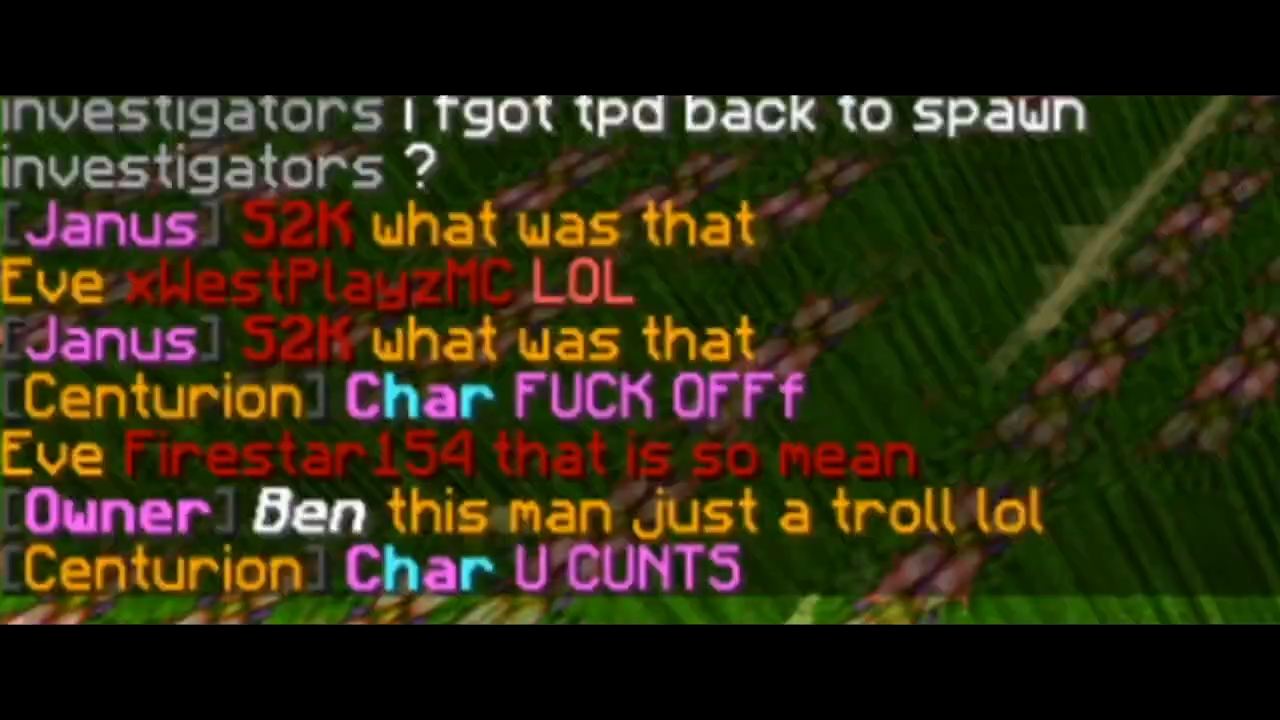 investigators i fgot tpd back to spawn
investigators ?
[Janus] S2K what was that
Eve xWestPlayzMC LOL
[Janus] S2K what was that
[Centurion] Char FUCK OFFf
Eve Firestar154 that is so mean
[Owner] Ben this man just a troll lol
[Centurion] Char U CUNTS